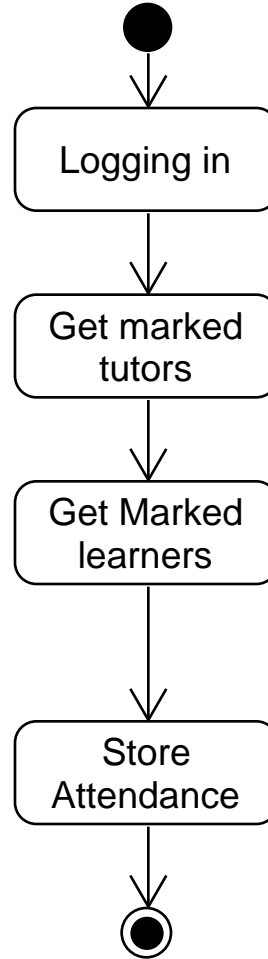 Logging in
Get marked
tutors
Get Marked
learners
Store
Attendance